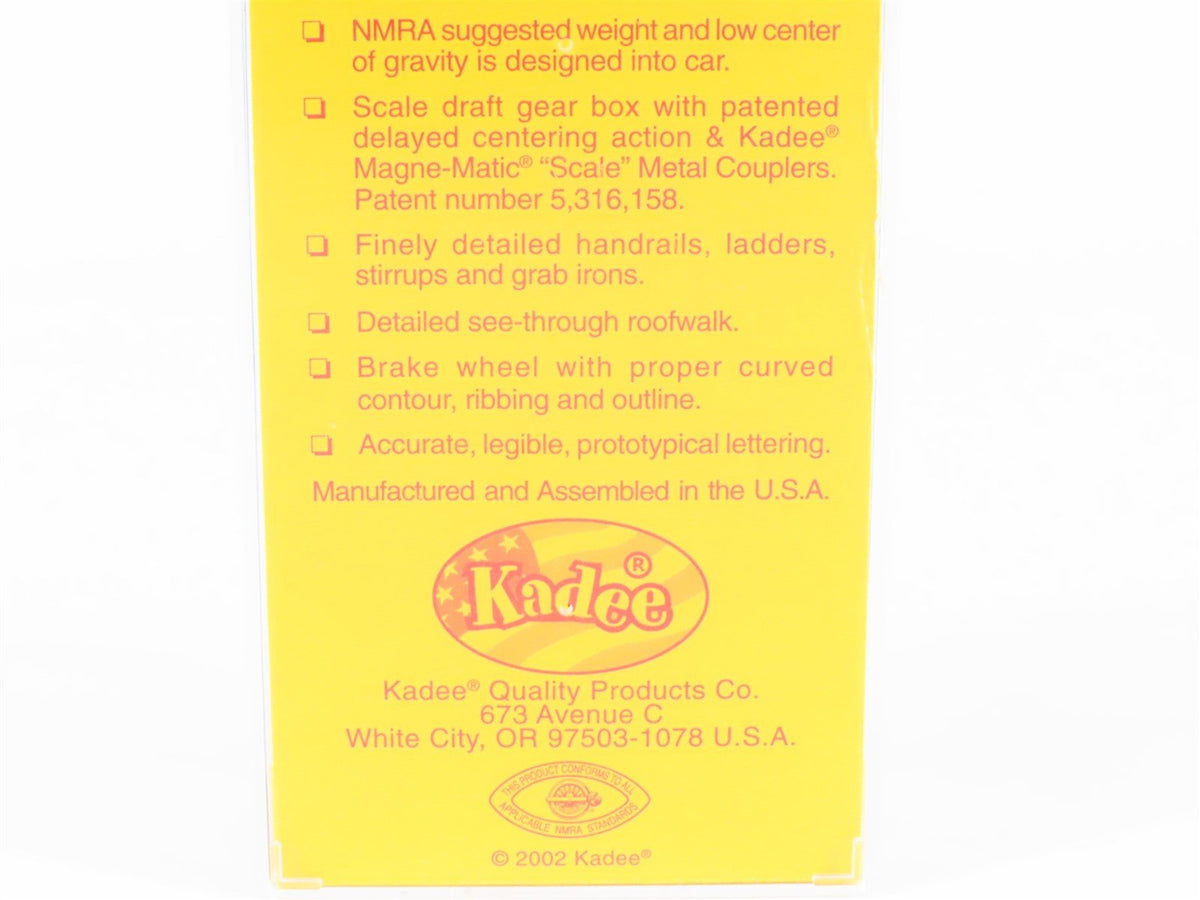 ❏ NMRA suggested weight and low center
of gravity is designed into car.
❏ Scale draft gear box with patented
delayed centering action & Kadee®
Magne-Matic® “Scale” Metal Couplers.
Patent number 5,316,158.
❏ Finely detailed handrails, ladders,
stirrups and grab irons.
❏ Detailed see-through roofwalk.
❏ Brake wheel with proper curved
contour, ribbing and outline.
❏ Accurate, legible, prototypical lettering.
Manufactured and Assembled in the U.S.A.
Kadee®
Kadee® Quality Products Co.
673 Avenue C
White City, OR 97503-1078 U.S.A.
THIS PRODUCT CONFORMS TO ALL
APPLICABLE NMRA STANDARDS
© 2002 Kadee®